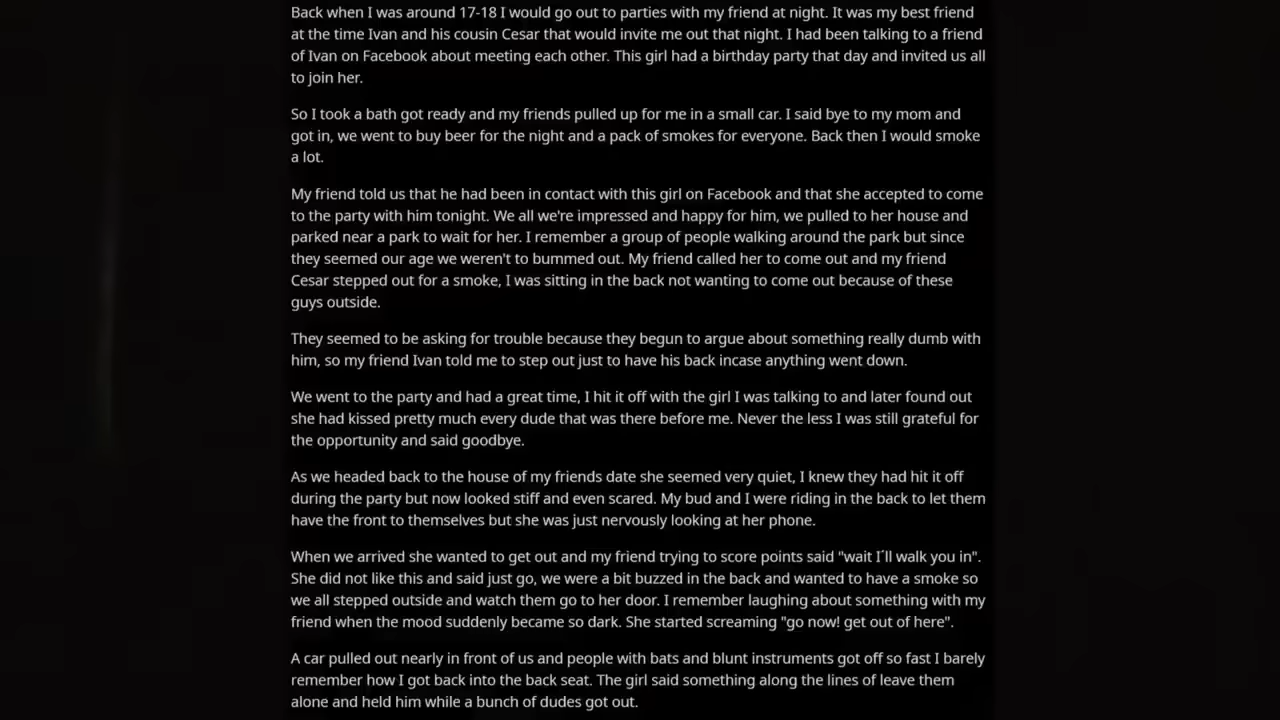 Back when I was around 17-18 I would go out to parties with my friend at night. It was my best friend
at the time Ivan and his cousin Cesar that would invite me out that night. I had been talking to a friend
of Ivan on Facebook about meeting each other. This girl had a birthday party that day and invited us all
to join her.
So I took a bath got ready and my friends pulled up for me in a small car. I said bye to my mom and
got in, we went to buy beer for the night and a pack of smokes for everyone. Back then I would smoke
a lot.
My friend told us that he had been in contact with this girl on Facebook and that she accepted to come
to the party with him tonight. We all we're impressed and happy for him, we pulled to her house and
parked near a park to wait for her. I remember a group of people walking around the park but since
they seemed our age we weren't to bummed out. My friend called her to come out and my friend
Cesar stepped out for a smoke, I was sitting in the back not wanting to come out because of these
guys outside.
They seemed to be asking for trouble because they begun to argue about something really dumb with
him, so my friend Ivan told me to step out just to have his back incase anything went down.
We went to the party and had a great time, I hit it off with the girl I was talking to and later found out
she had kissed pretty much every dude that was there before me. Never the less I was still grateful for
the opportunity and said goodbye.
As we headed back to the house of my friends date she seemed very quiet, I knew they had hit it off
during the party but now looked stiff and even scared. My bud and I were riding in the back to let them
have the front to themselves but she was just nervously looking at her phone.
When we arrived she wanted to get out and my friend trying to score points said "wait I´ll walk you in".
She did not like this and said just go, we were a bit buzzed in the back and wanted to have a smoke so
we all stepped outside and watch them go to her door. I remember laughing about something with my
friend when the mood suddenly became so dark. She started screaming "go now! get out of here".
A car pulled out nearly in front of us and people with bats and blunt instruments got off so fast I barely
remember how I got back into the back seat. The girl said something along the lines of leave them
alone and held him while a bunch of dudes got out.